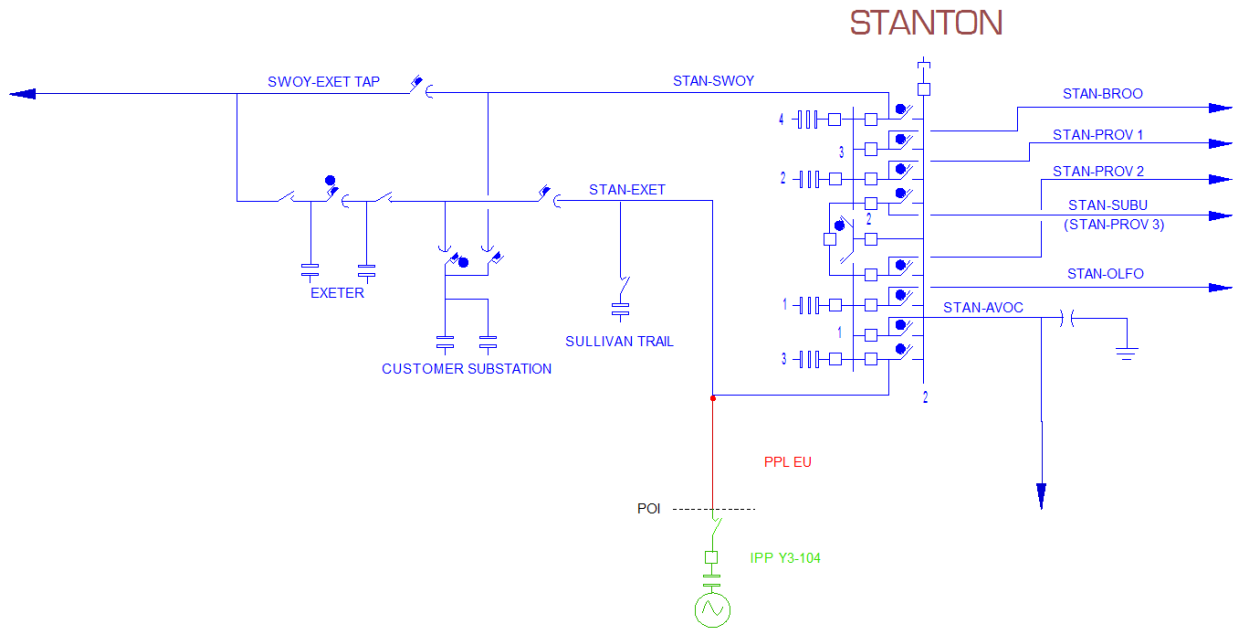 STANTON
SWOY-EXET TAP
STAN-SWOY
STAN-BROO
4
STAN-PROV 1
3
STAN-PROV 2
2
STAN-EXET
STAN-SUBU
2
(STAN-PROV 3)
STAN-OLFO
EXETER
1
STAN-AVOC
1
SULLIVAN TRAIL
3
CUSTOMER SUBSTATION
2
PPL EU
POI
IPP Y3-104